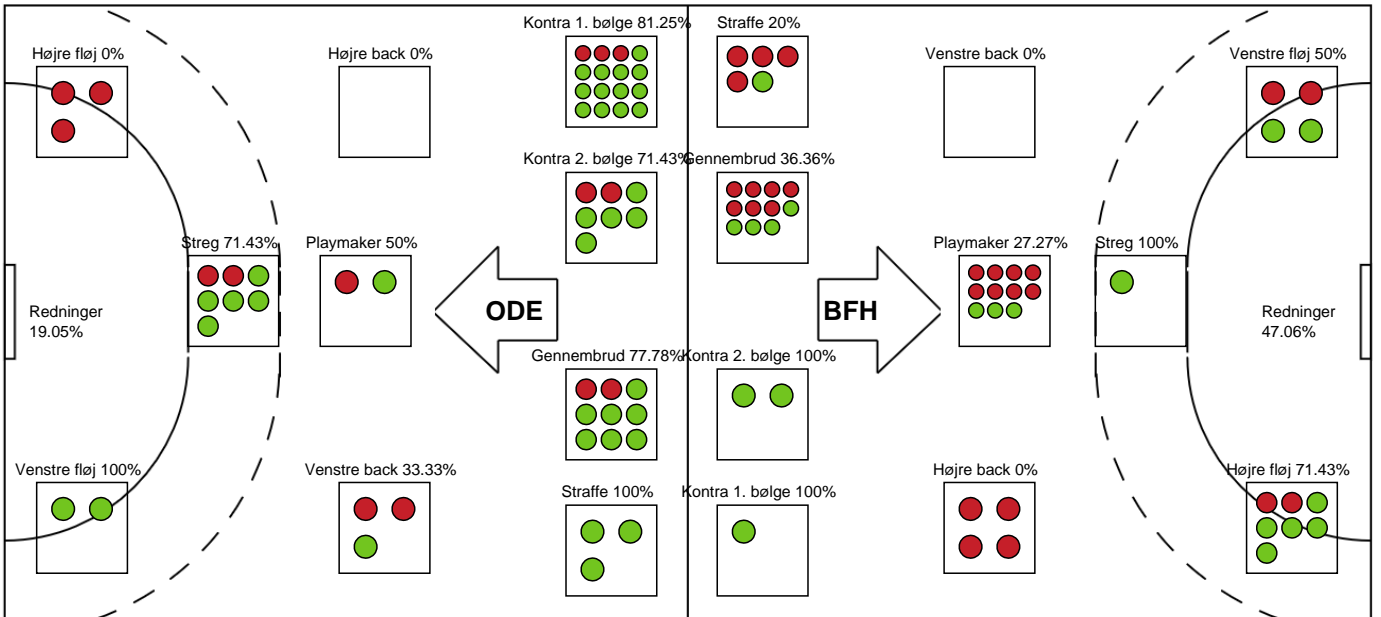 Kontra 1. bølge 81.25%
Straffe 20%
Højre fløj 0%
Højre back 0%
Venstre back 0%
Venstre fløj 50%
Kontra 2. bølge 71.43%
Gennembrud 36.36%
Streg 71.43%
Playmaker 50%
Playmaker 27.27%
Streg 100%
Redninger
19.05%
ODE
BFH
Redninger
47.06%
Gennembrud 77.78%
Kontra 2. bølge 100%
Venstre fløj 100%
Venstre back 33.33%
Højre back 0%
Højre fløj 71.43%
Straffe 100%
Kontra 1. bølge 100%